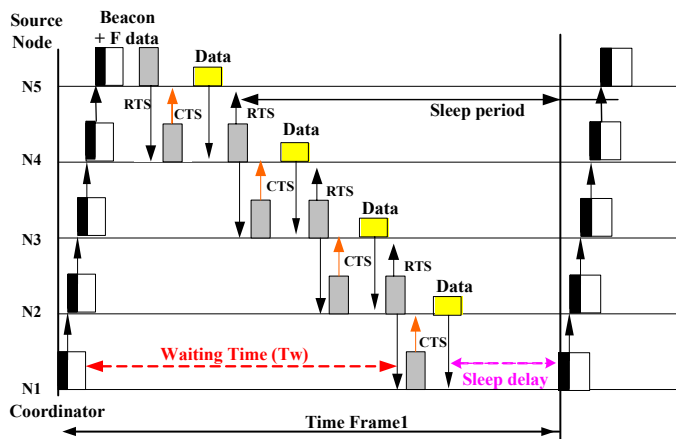 Source Node
Beacon + F data
Data
N5
RTS
CTS
RTS
Sleep period
Data
N4
CTS
RTS
Data
N3
CTS
RTS
Data
N2
Waiting Time (Tw)
CTS
Sleep delay
N1
Coordinator
Time Frame1